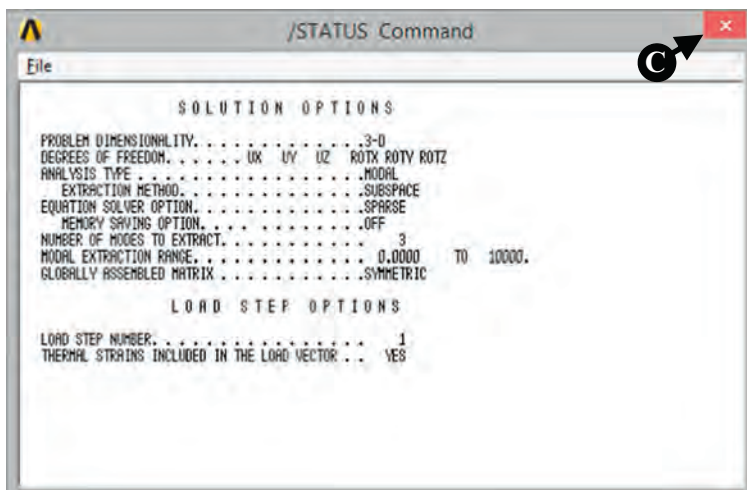 /STATUS Command
×
C
File
SOLUTION OPTIONS
PROBLEM DIMENSIONALITY. . . . . . . . . . . . .3-D
DEGREES OF FREEDOM. . . . . . UX UY UZ ROTX ROTY ROTZ
ANALYSIS TYPE . . . . . . . . . . . . . . . . .MODAL
EXTRACTION METHOD. . . . . . . . . . . . . .SUBSPACE
EQUATION SOLVER OPTION. . . . . . . . . . . . .SPARSE
MEMORY SAVING OPTION. . . . . . . . . . . .OFF
NUMBER OF MODES TO EXTRACT. . . . . . . . . . . 3
MODAL EXTRACTION RANGE. . . . . . . . . . . . . 0.0000 TO 10000.
GLOBALLY ASSEMBLED MATRIX . . . . . . . . . . .SYMMETRIC
LOAD STEP OPTIONS
LOAD STEP NUMBER. . . . . . . . . . . . . . . . 1
THERMAL STRAINS INCLUDED IN THE LOAD VECTOR . . YES